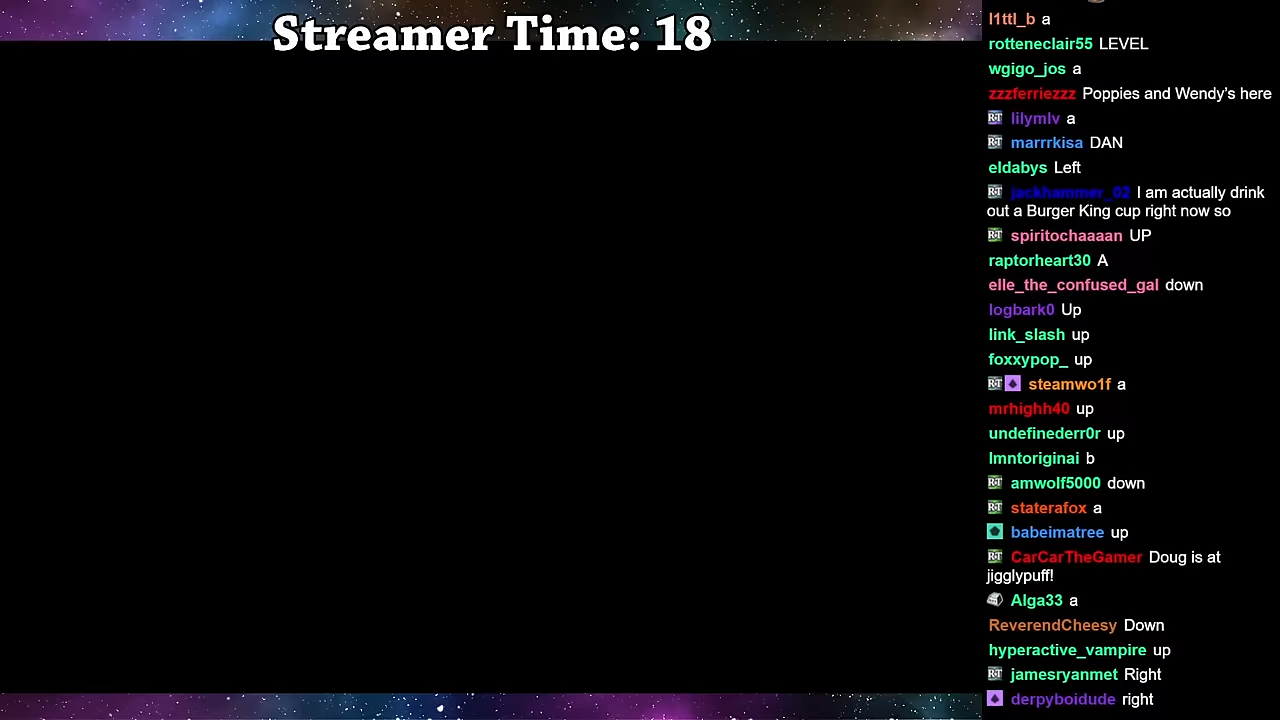 Streamer Time: 18
l1ttl_b a
rotteneclair55 LEVEL
wgigo_jos a
zzzferriezzz Poppies and Wendy's here
lilymlv a
marrrkisa DAN
eldabys Left
jackhammer_02 I am actually drink
out a Burger King cup right now so
spiritochaaaan UP
raptorheart30 A
elle_the_confused_gal down
logbark0 Up
link_slash up
foxxypop_ up
steamwo1f a
mrhighh40 up
undefinederr0r up
lmntoriginai b
amwolf5000 down
staterafox a
babeimatree up
CarCarTheGamer Doug is at
jigglypuff!
Alga33 a
ReverendCheesy Down
hyperactive_vampire up
jamesryanmet Right
derpyboidude right